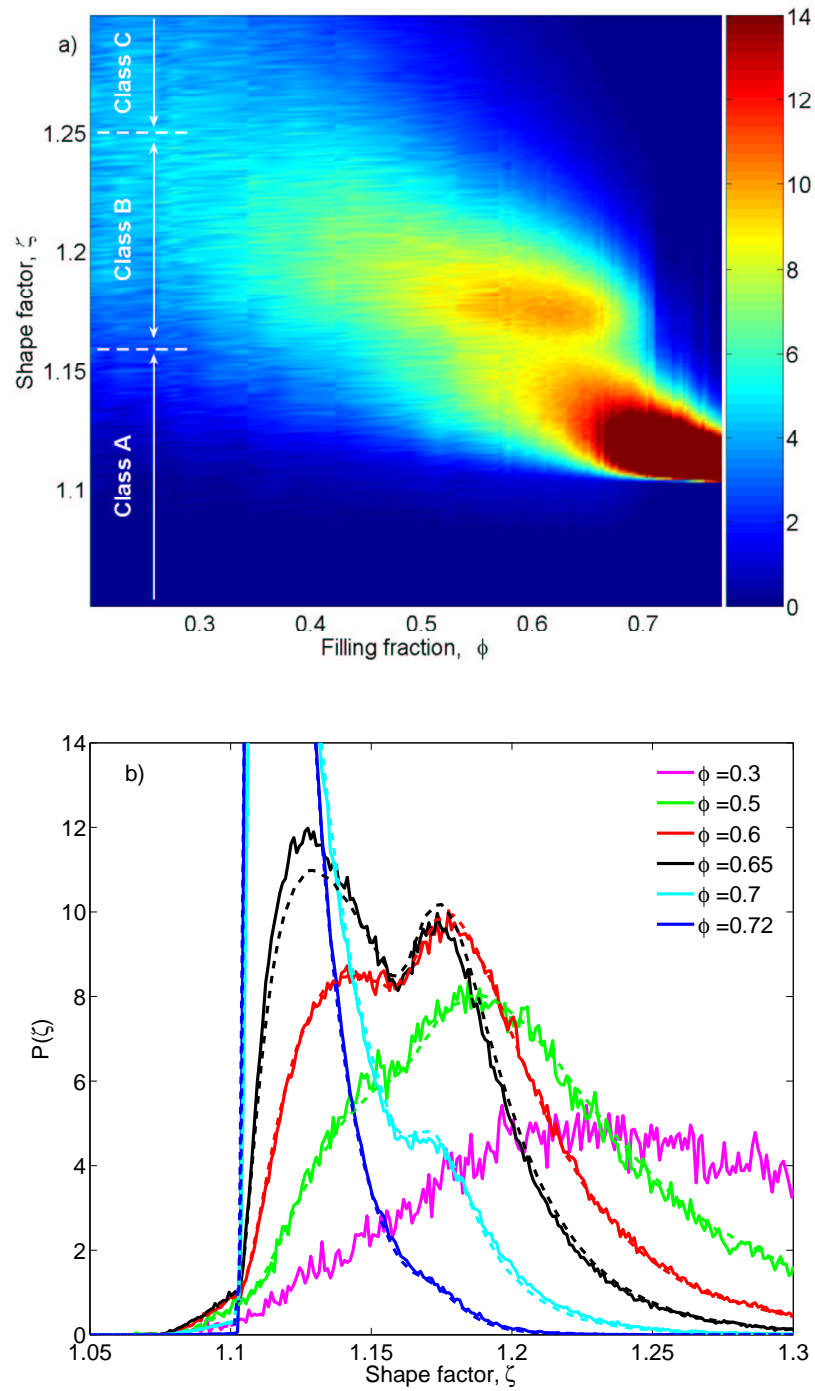 a)
Class C
Class B
Class A
Shape factor, ζ
1.25
1.2
1.15
1.1
0.3 0.4 0.5 0.6 0.7
Filling fraction, ϕ
14
12
10
8
6
4
2
0
b)
P(ζ)
14
12
10
8
6
4
2
0
ϕ =0.3
ϕ =0.5
ϕ =0.6
ϕ =0.65
ϕ =0.7
ϕ =0.72
1.05 1.1 1.15 1.2 1.25 1.3
Shape factor, ζ